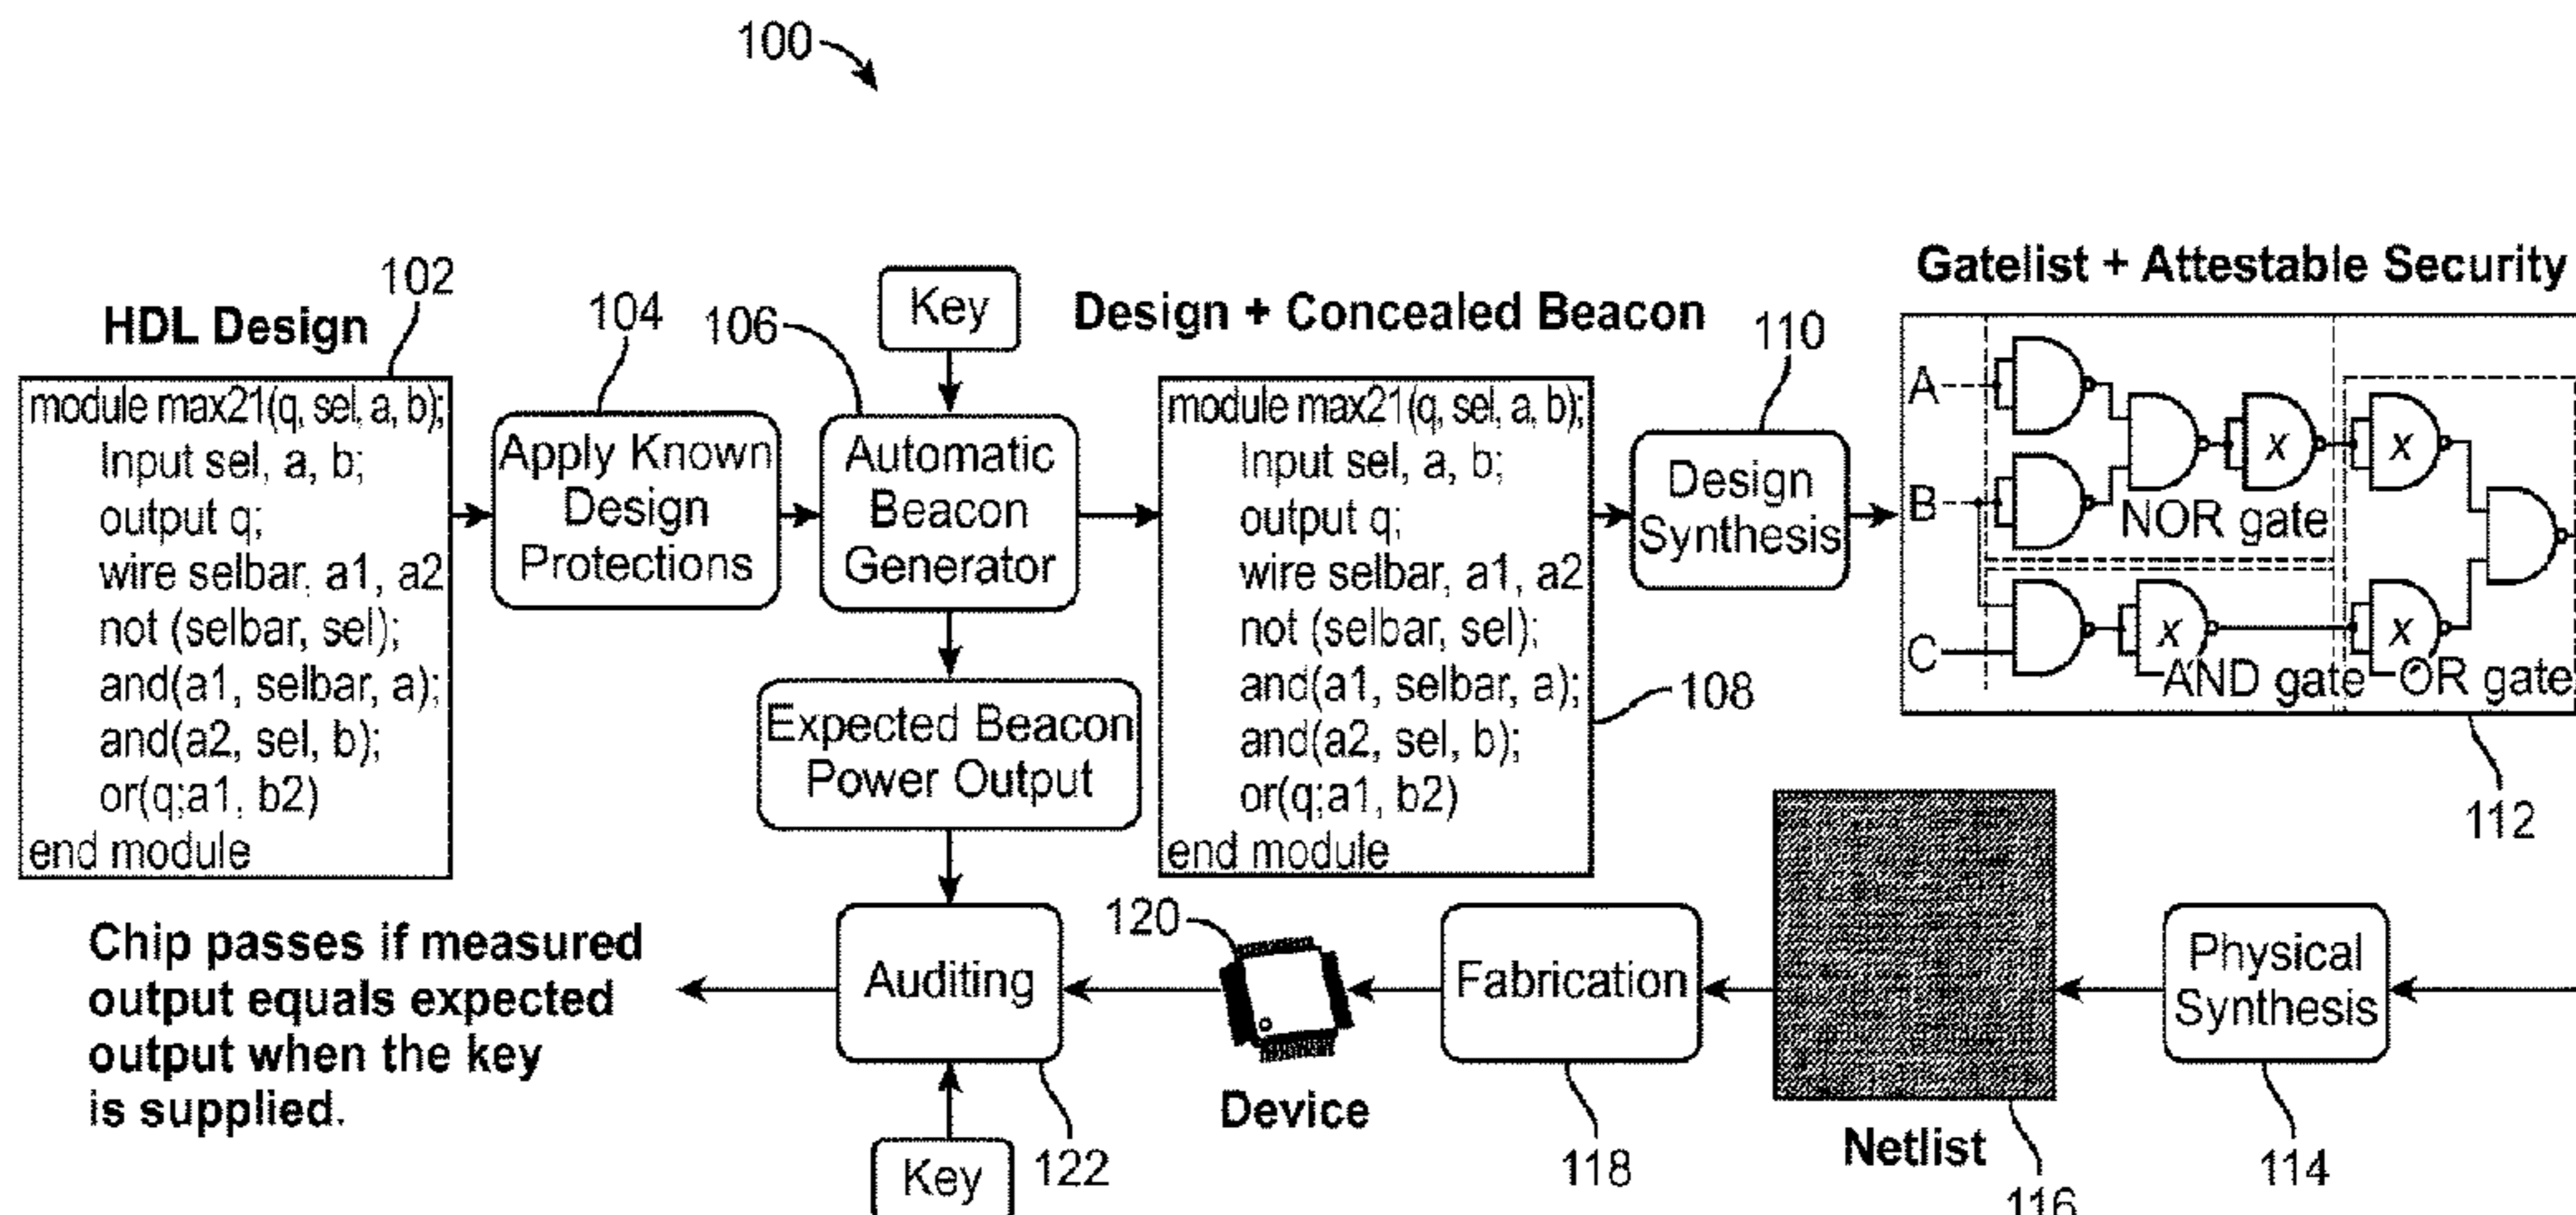 100
HDL Design
102
module max21(q, sel, a, b);
Input sel, a, b;
output q;
wire selbar, a1, a2
not (selbar, sel);
and(a1, selbar, a);
and(a2, sel, b);
or(q;a1, b2)
end module
104
Apply Known
Design
Protections
106
Key
Automatic
Beacon
Generator
Expected Beacon
Power Output
Design + Concealed Beacon
module max21(q, sel, a, b);
Input sel, a, b;
output q;
wire selbar, a1, a2
not (selbar, sel);
and(a1, selbar, a);
and(a2, sel, b);
or(q;a1, b2)
end module
108
110
Design
Synthesis
Gatelist + Attestable Security
A
B
C
x
x
x
x
NOR gate
AND gate
OR gate
112
Physical
Synthesis
114
Netlist
116
Fabrication
118
120
Device
Auditing
122
Key
Chip passes if measured
output equals expected
output when the key
is supplied.